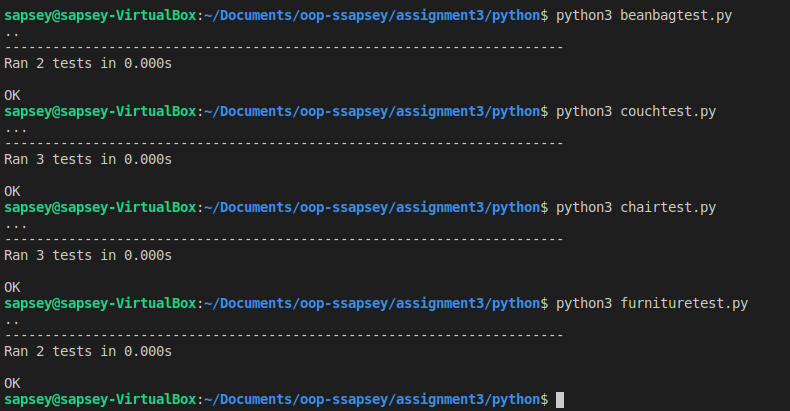 sapsey@sapsey-VirtualBox:~/Documents/oop-ssapsey/assignment3/python$ python3 beanbagtest.py
..
----------------------------------------------------------------------
Ran 2 tests in 0.000s

OK
sapsey@sapsey-VirtualBox:~/Documents/oop-ssapsey/assignment3/python$ python3 couchtest.py
...
----------------------------------------------------------------------
Ran 3 tests in 0.000s

OK
sapsey@sapsey-VirtualBox:~/Documents/oop-ssapsey/assignment3/python$ python3 chairtest.py
...
----------------------------------------------------------------------
Ran 3 tests in 0.000s

OK
sapsey@sapsey-VirtualBox:~/Documents/oop-ssapsey/assignment3/python$ python3 furnituretest.py
..
----------------------------------------------------------------------
Ran 2 tests in 0.000s

OK
sapsey@sapsey-VirtualBox:~/Documents/oop-ssapsey/assignment3/python$